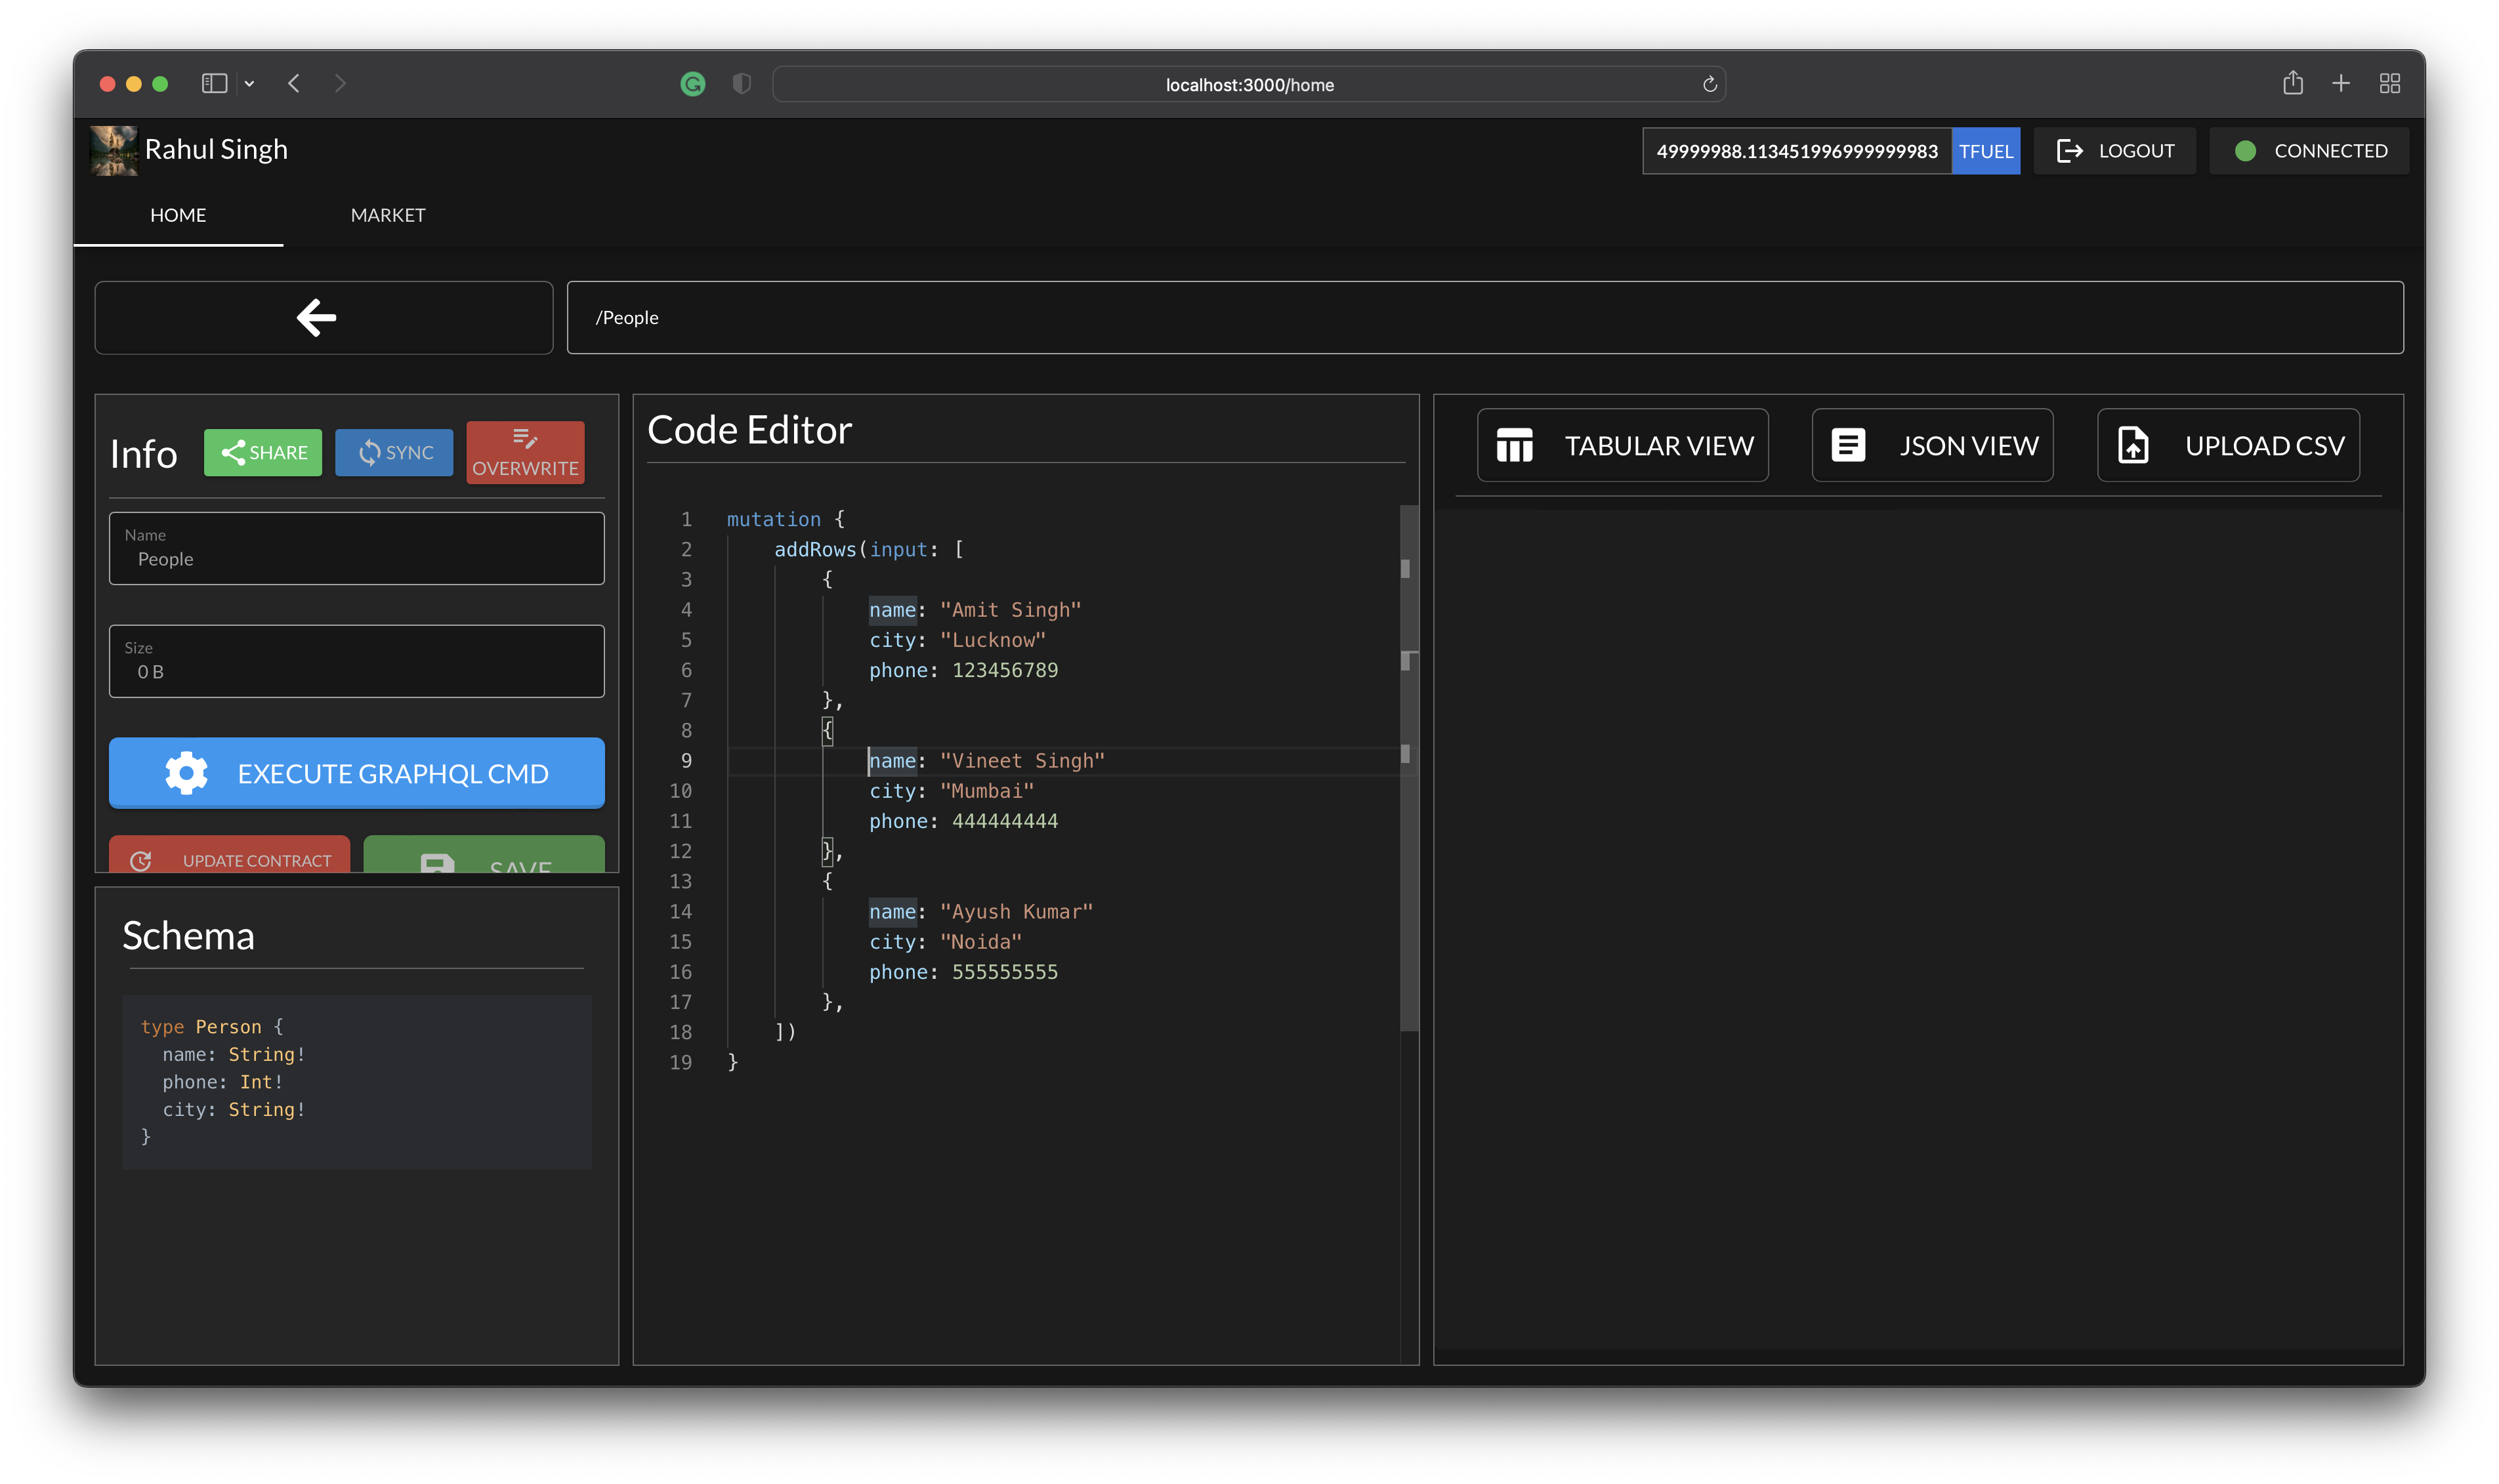 localhost:3000/home
Rahul Singh
49999988.113451996999999983 TFUEL
LOGOUT
CONNECTED
HOME
MARKET
/People
Info
SHARE
SYNC
OVERWRITE
Name
People
Size
0 B
EXECUTE GRAPHQL CMD
UPDATE CONTRACT
SAVE
Schema
type Person {
name: String!
phone: Int!
city: String!
}
Code Editor
1 mutation {
2 addRows(input: [
3 {
4 name: "Amit Singh"
5 city: "Lucknow"
6 phone: 123456789
7 },
8 {
9 name: "Vineet Singh"
10 city: "Mumbai"
11 phone: 444444444
12 },
13 {
14 name: "Ayush Kumar"
15 city: "Noida"
16 phone: 555555555
17 },
18 ])
19 }
TABULAR VIEW
JSON VIEW
UPLOAD CSV